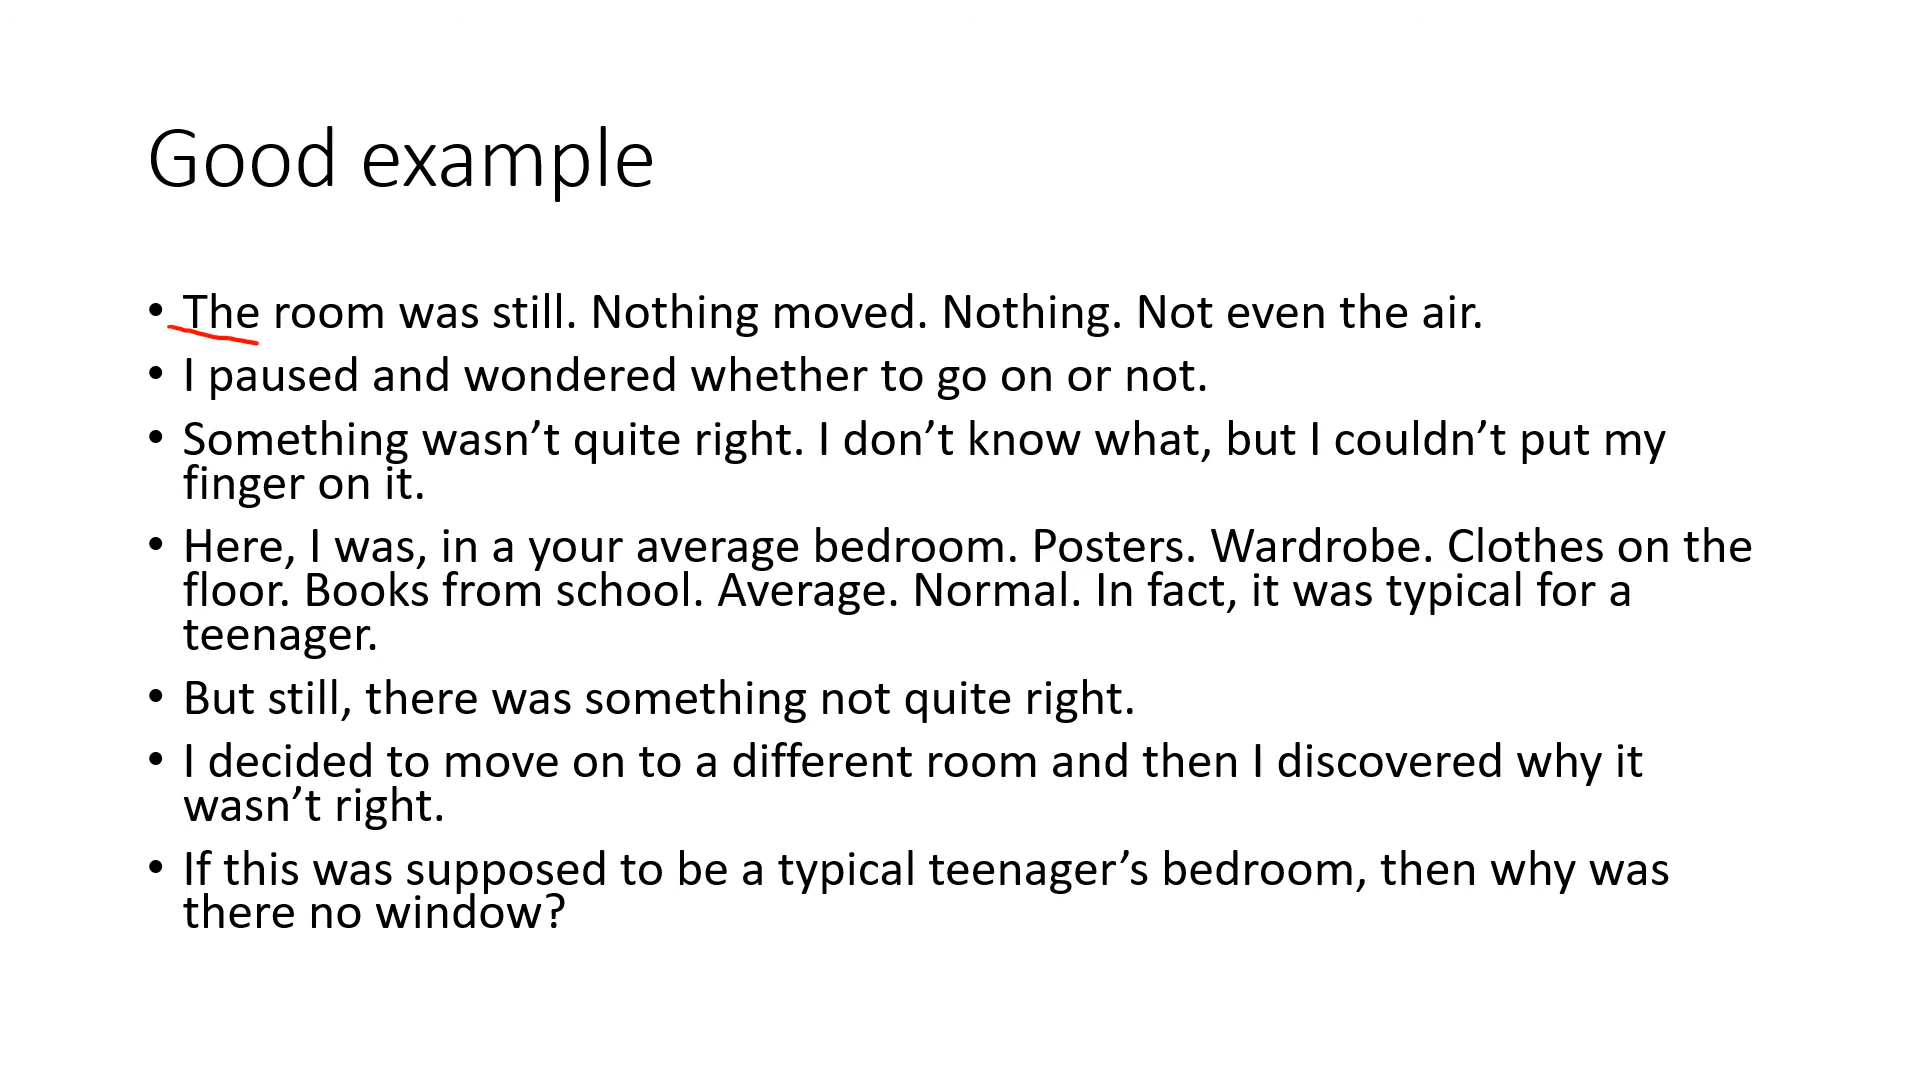 Good example
• The room was still. Nothing moved. Nothing. Not even the air.
• I paused and wondered whether to go on or not.
• Something wasn’t quite right. I don’t know what, but I couldn’t put my
finger on it.
• Here, I was, in a your average bedroom. Posters. Wardrobe. Clothes on the
floor. Books from school. Average. Normal. In fact, it was typical for a
teenager.
• But still, there was something not quite right.
• I decided to move on to a different room and then I discovered why it
wasn’t right.
• If this was supposed to be a typical teenager’s bedroom, then why was
there no window?